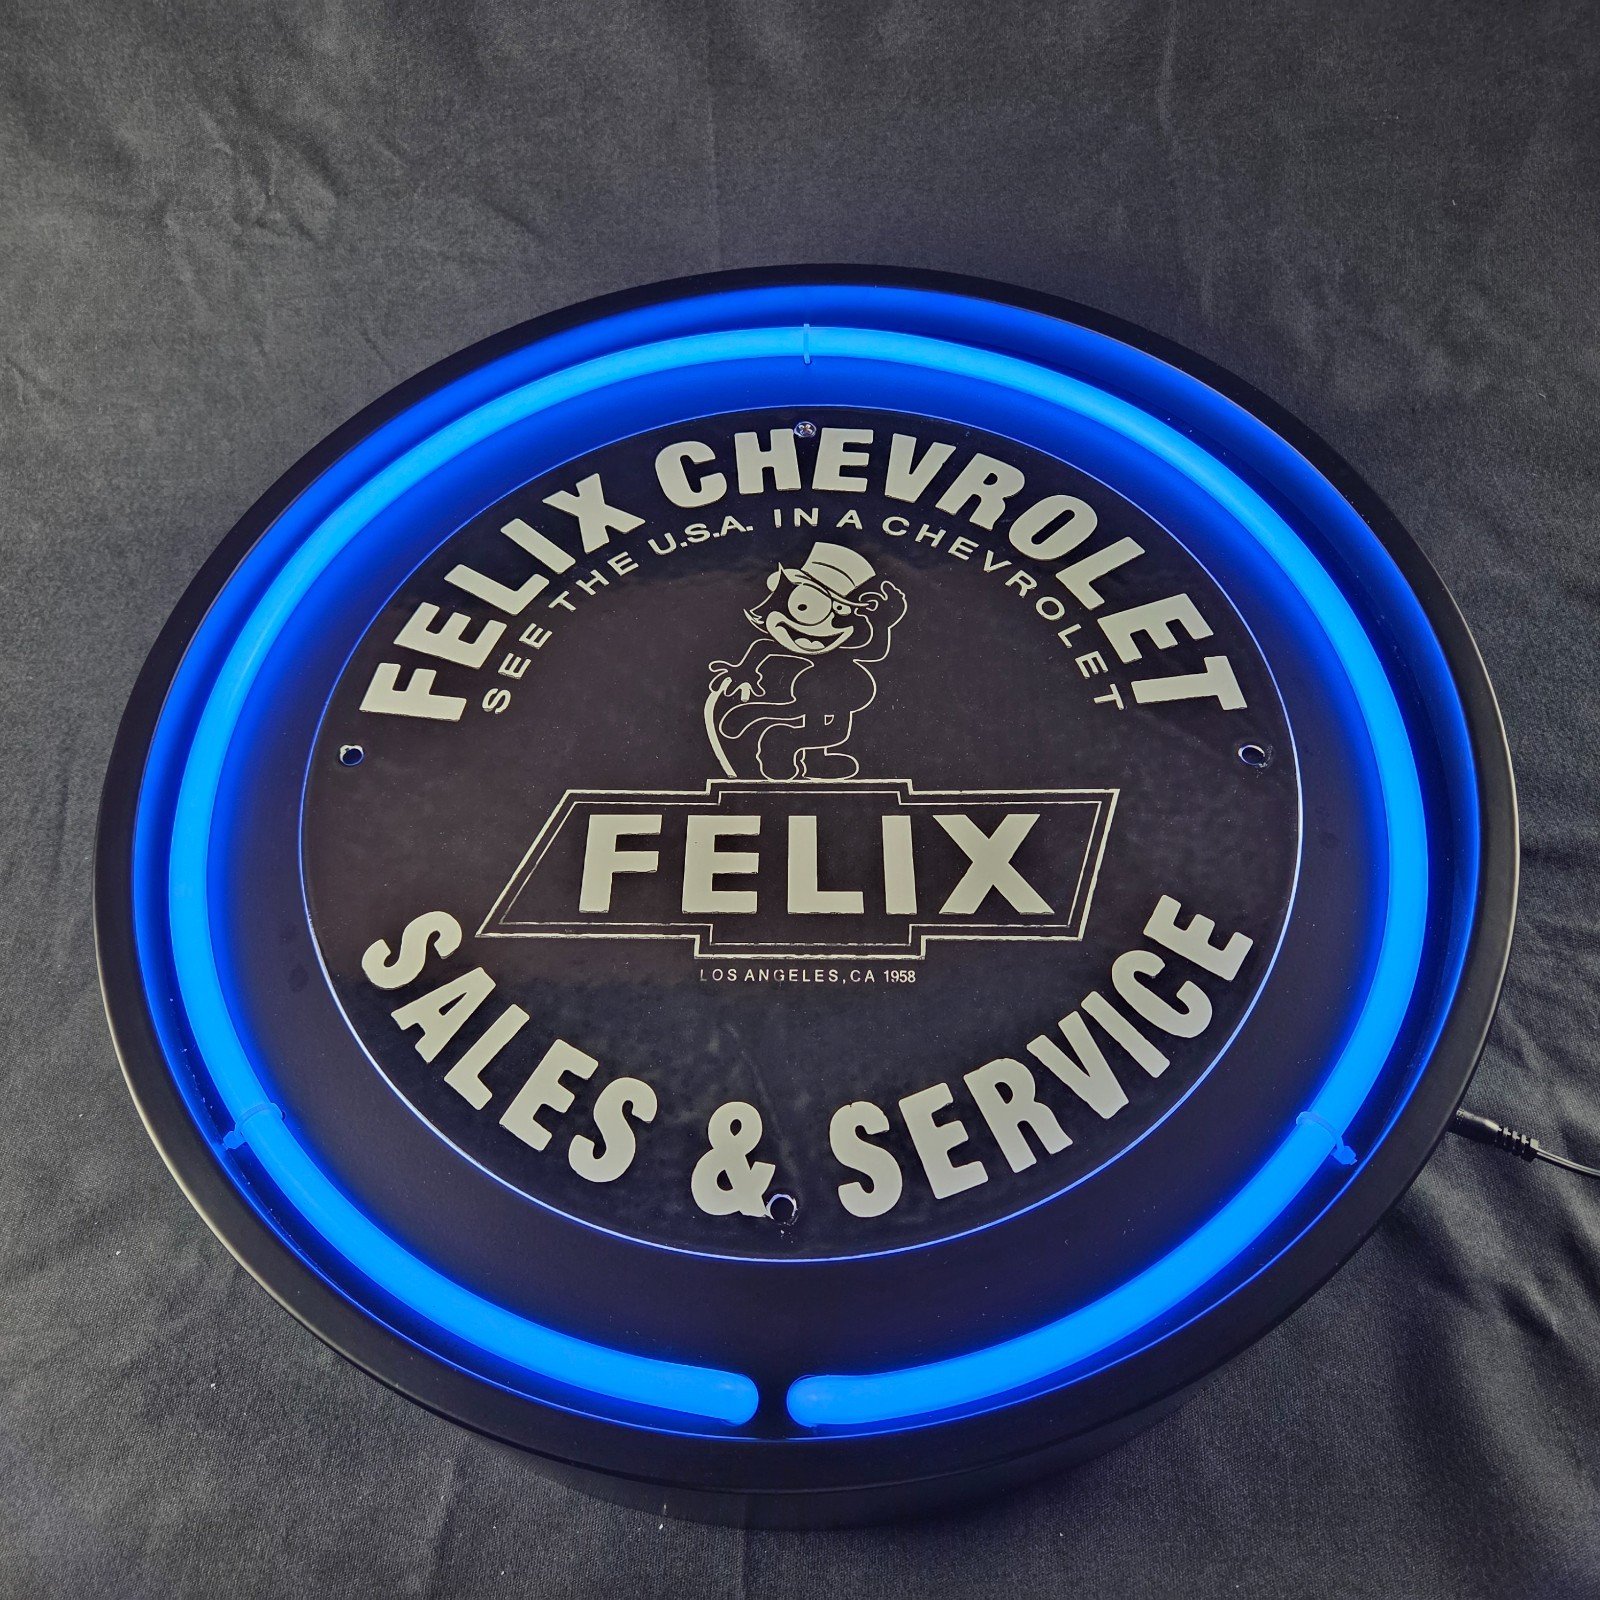 FELIX CHEVROLET
SEE THE U.S.A. IN A CHEVROLET
FELIX
LOS ANGELES, CA 1958
SALES & SERVICE